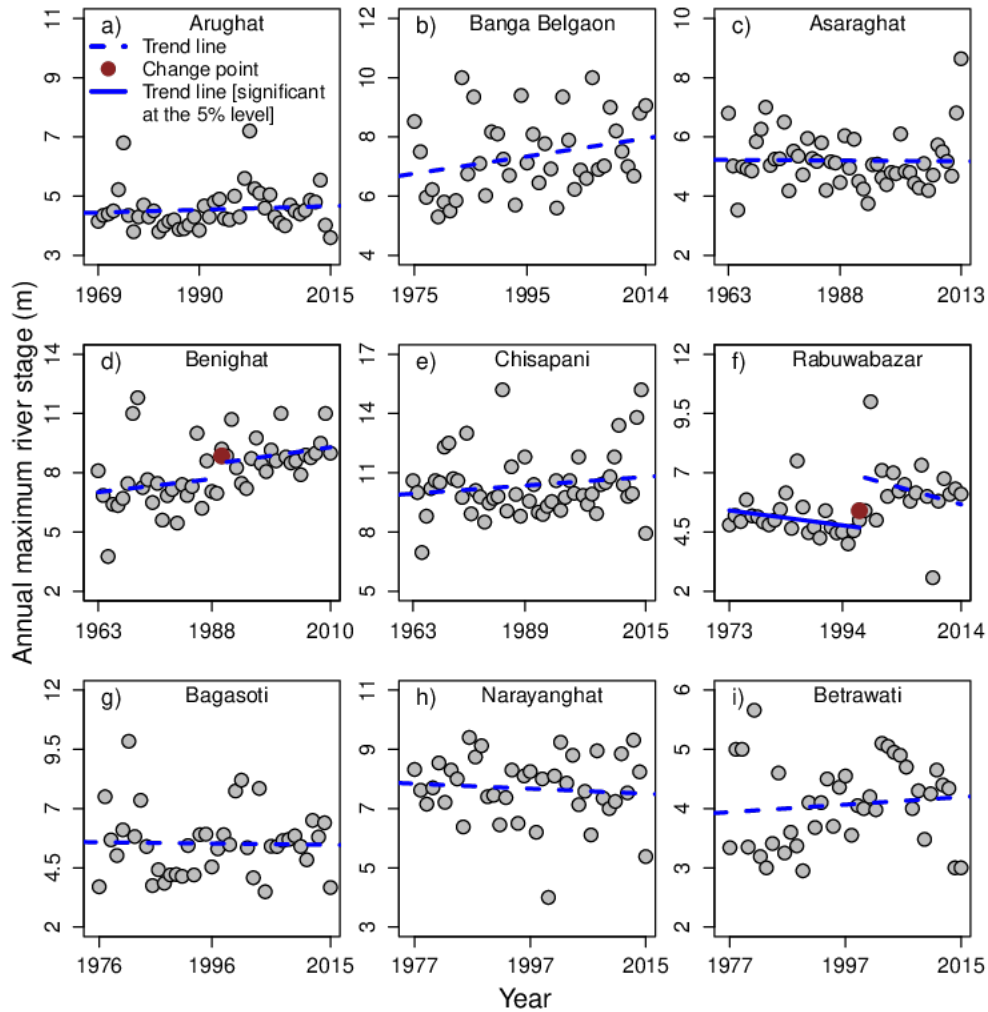 a) Arughat
Trend line
Change point
Trend line [significant
at the 5% level]
11
9
7
5
3
1969 1990 2015
b) Banga Belgaon
12
10
8
6
4
1975 1995 2014
c) Asaraghat
10
8
6
4
2
1963 1988 2013
Annual maximum river stage (m)
d) Benighat
14
11
8
5
2
1963 1988 2010
e) Chisapani
17
14
11
8
5
1963 1989 2015
f) Rabuwabazar
12
9.5
7
4.5
2
1973 1994 2014
g) Bagasoti
12
9.5
7
4.5
2
1976 1996 2015
h) Narayanghat
11
9
7
5
3
1977 1997 2015
i) Betrawati
6
5
4
3
2
1977 1997 2015
Year